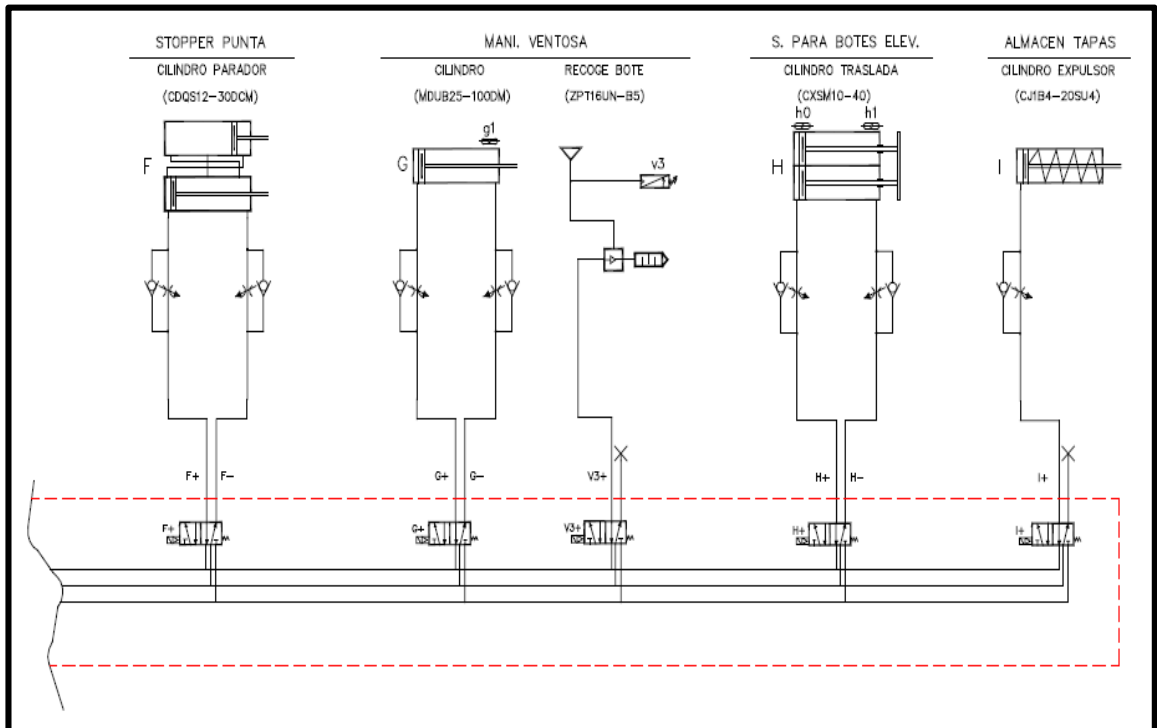 STOPPER PUNTA
MANI. VENTOSA
S. PARA BOTES ELEV.
ALMACEN TAPAS
CILINDRO PARADOR
CILINDRO
RECOGE BOTE
CILINDRO TRASLADA
CILINDRO EXPULSOR
(CDQS12-30DCM)
(MDUB25-100DM)
(ZPT16UN-B5)
(CXSM10-40)
(CJ1B4-20SU4)
h0
h1
g1
F
G
v3
H
I
F+
F-
G+
G-
V3+
H+
H-
I+
F+
G+
V3+
H+
I+